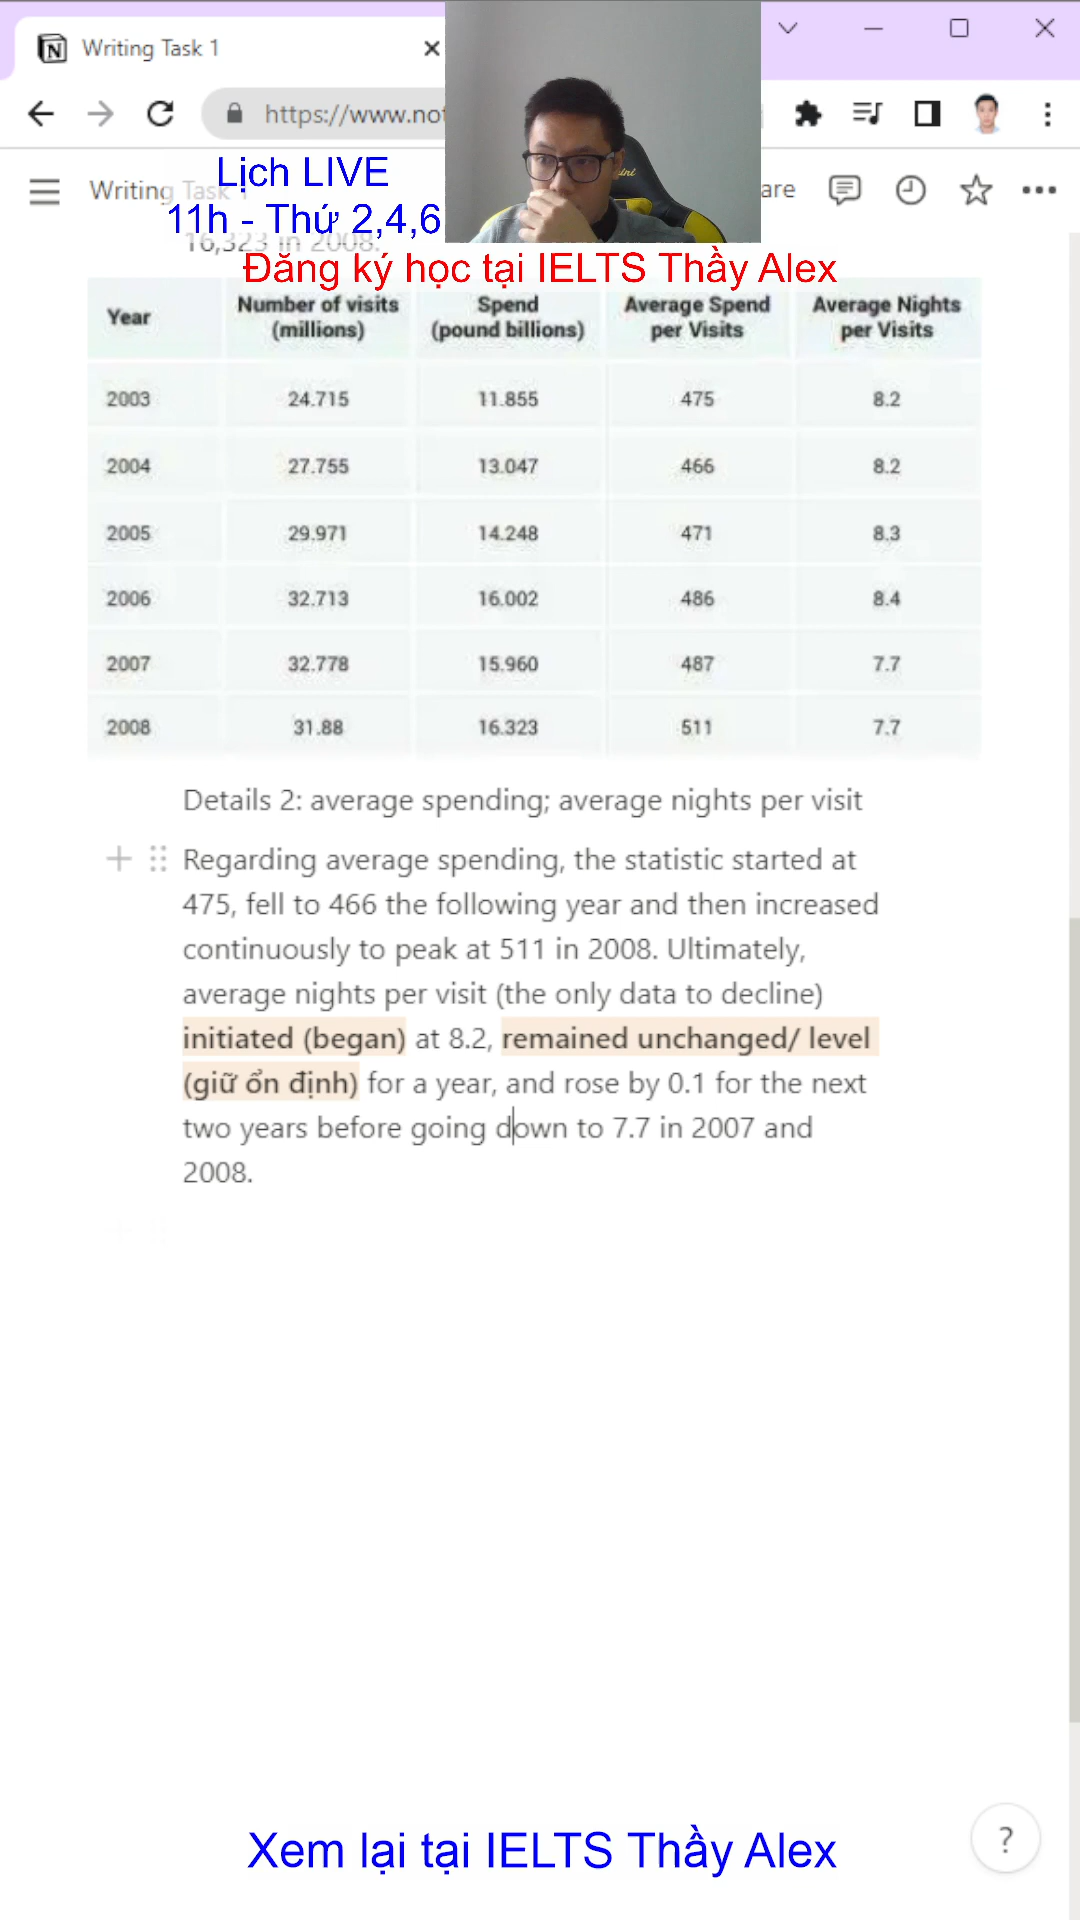 Writing Task 1
https://www.not
Lịch LIVE
Writing Task 1
are
11h - Thứ 2,4,6
16,323 in 2008.
Đăng ký học tại IELTS Thầy Alex
Year Number of visits (millions) Spend (pound billions) Average Spend per Visits Average Nights per Visits
2003 24.715 11.855 475 8.2
2004 27.755 13.047 466 8.2
2005 29.971 14.248 471 8.3
2006 32.713 16.002 486 8.4
2007 32.778 15.960 487 7.7
2008 31.88 16.323 511 7.7
Details 2: average spending; average nights per visit
Regarding average spending, the statistic started at
475, fell to 466 the following year and then increased
continuously to peak at 511 in 2008. Ultimately,
average nights per visit (the only data to decline)
initiated (began) at 8.2, remained unchanged/ level
(giữ ổn định) for a year, and rose by 0.1 for the next
two years before going down to 7.7 in 2007 and
2008.
Xem lại tại IELTS Thầy Alex
?